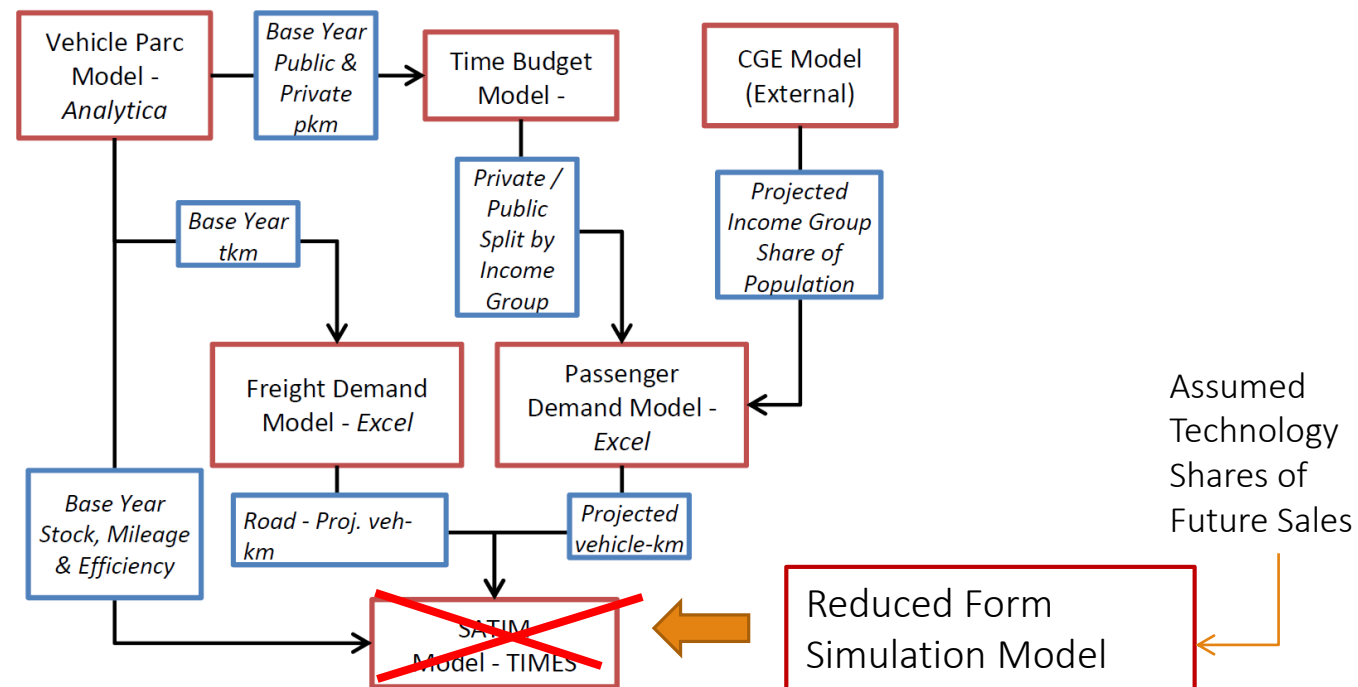 Vehicle Parc
Model -
Analytica
Base Year
Public &
Private
pkm
Time Budget
Model -
CGE Model
(External)
Base Year
tkm
Private /
Public
Split by
Income
Group
Projected
Income Group
Share of
Population
Freight Demand
Model - Excel
Passenger
Demand Model -
Excel
Assumed
Technology
Shares of
Future Sales
Base Year
Stock, Mileage
& Efficiency
Road - Proj. veh-
km
Projected
vehicle-km
SATIM
Model - TIMES
Reduced Form
Simulation Model